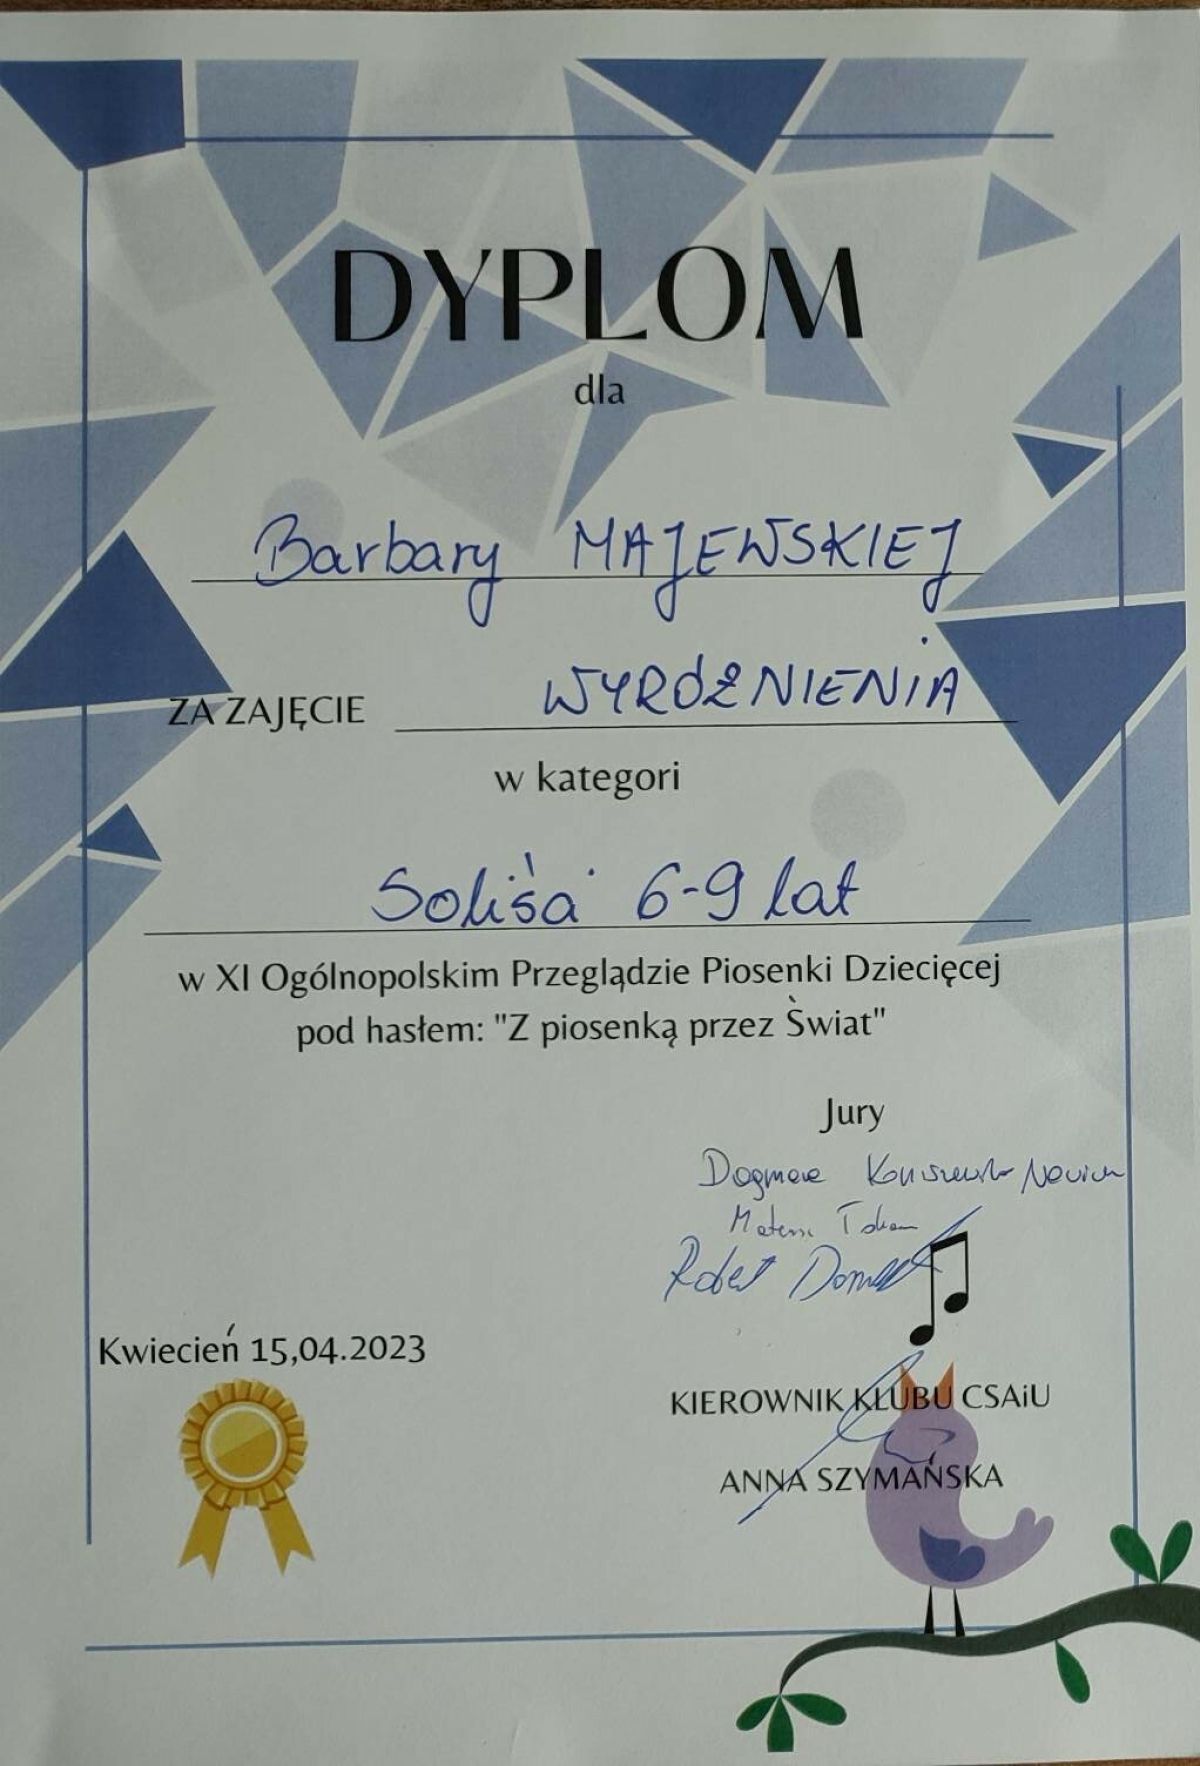 DYPLOM
dla
Barbary MAJEWSKIEJ
ZA ZAJĘCIE WYRÓŻNIENIA
w kategori
Soliści 6-9 lat
w XI Ogólnopolskim Przeglądzie Piosenki Dziecięcej
pod hasłem: "Z piosenką przez Świat"
Jury
Robert
Kwiecień 15,04.2023
KIEROWNIK KLUBU CSAiU
ANNA SZYMAŃSKA